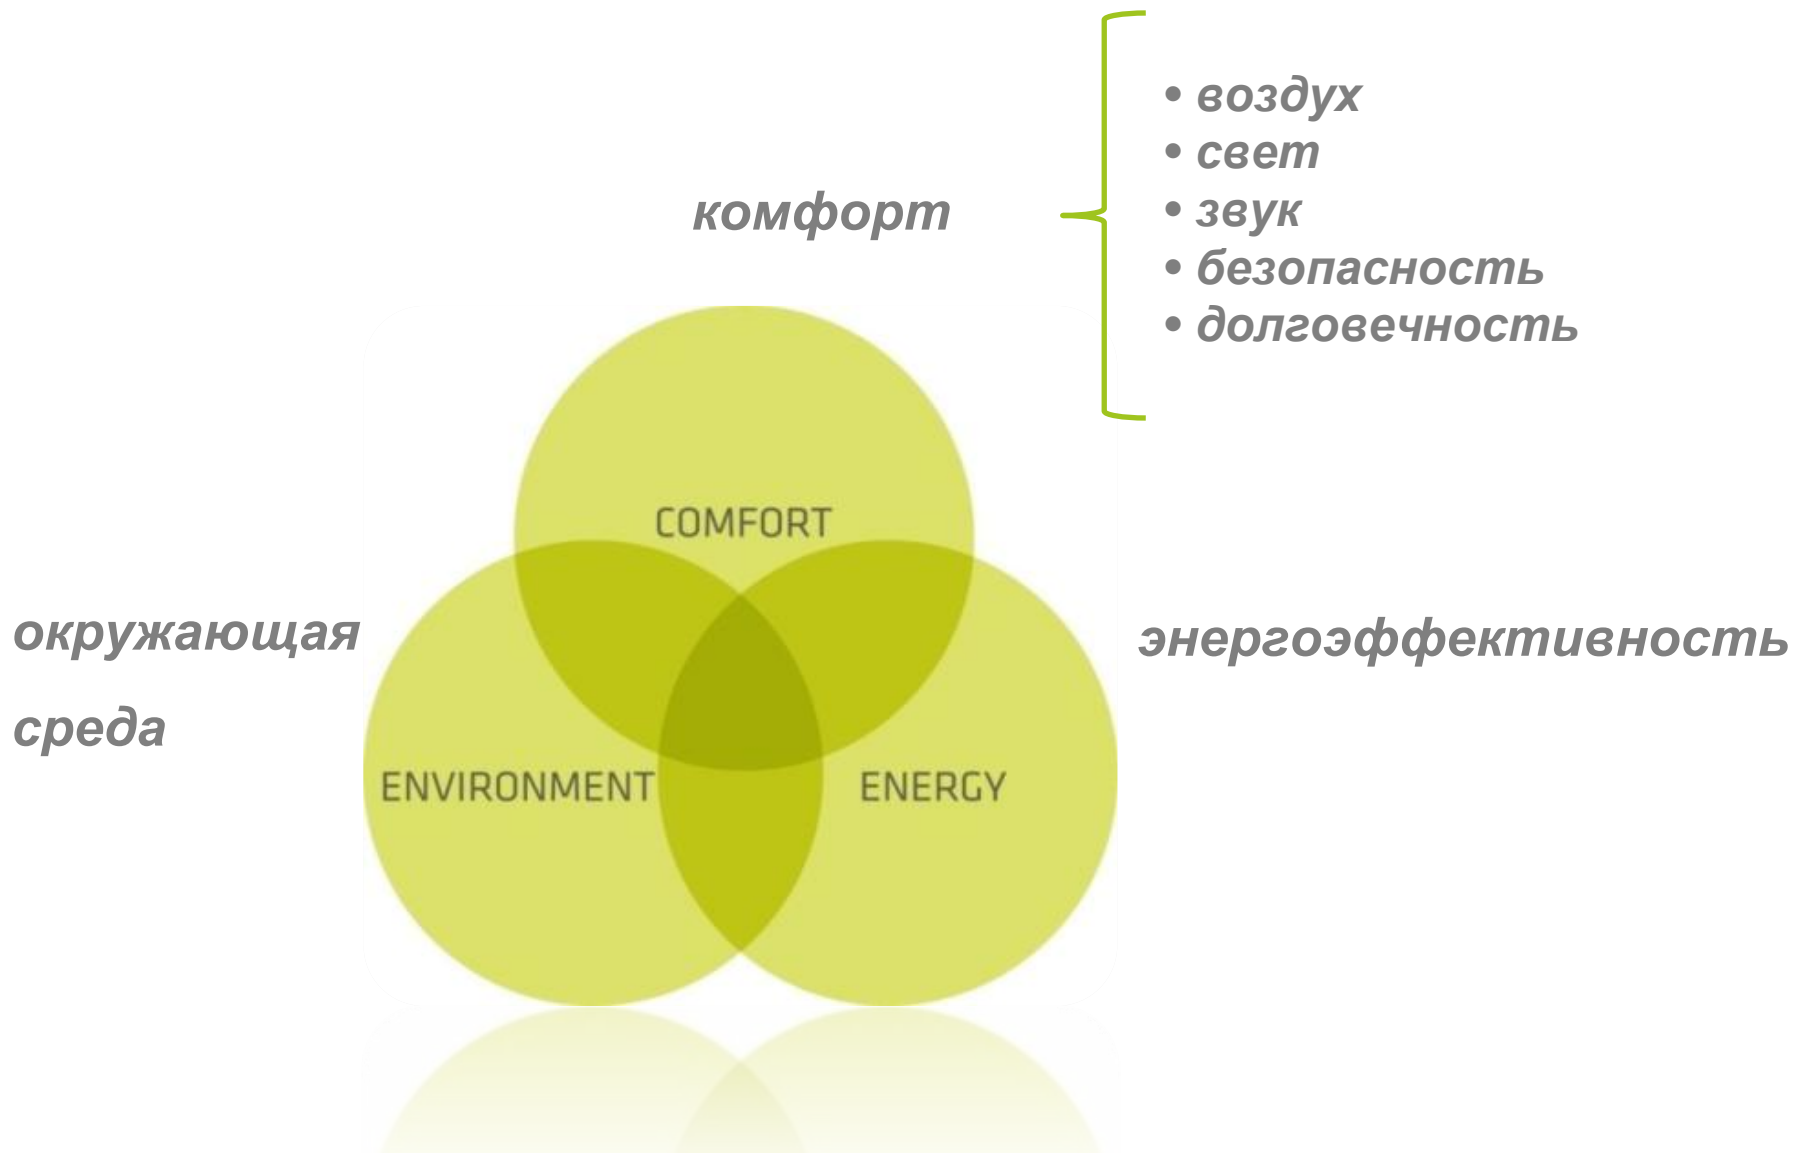 • воздух
• свет
• звук
• безопасность
• долговечность
комфорт
COMFORT
окружающая
среда
энергоэффективность
ENVIRONMENT
ENERGY